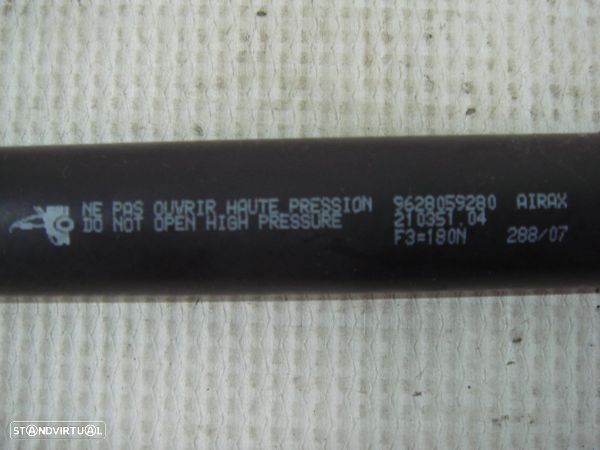 NE PAS OUVRIR HAUTE PRESSION 9628059280 AIRAX
DO NOT OPEN HIGH PRESSURE 210351.04
F3=180N 288/07
STANDVIRTUAL